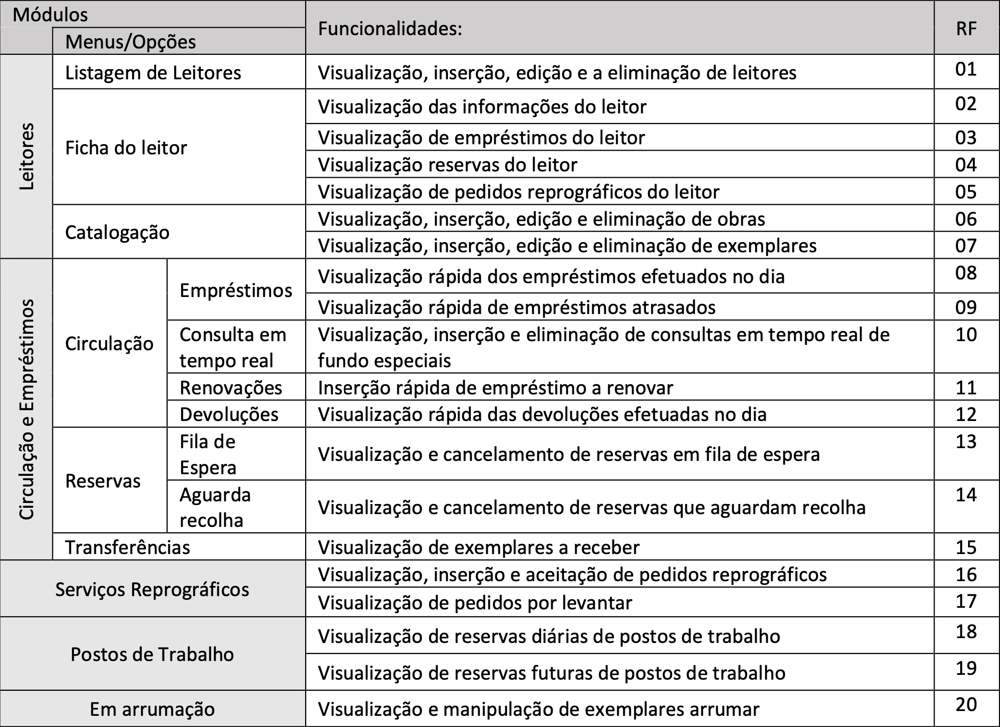 Módulos
Menus/Opções
Funcionalidades:
RF
Leitores
Listagem de Leitores
Visualização, inserção, edição e a eliminação de leitores
01
Ficha do leitor
Visualização das informações do leitor
02
Visualização de empréstimos do leitor
03
Visualização reservas do leitor
04
Visualização de pedidos reprográficos do leitor
05
Catalogação
Visualização, inserção, edição e eliminação de obras
06
Visualização, inserção, edição e eliminação de exemplares
07
Circulação e Empréstimos
Circulação
Empréstimos
Visualização rápida dos empréstimos efetuados no dia
08
Visualização rápida de empréstimos atrasados
09
Consulta em
tempo real
Visualização, inserção e eliminação de consultas em tempo real de
fundo especiais
10
Renovações
Inserção rápida de empréstimo a renovar
11
Devoluções
Visualização rápida das devoluções efetuadas no dia
12
Reservas
Fila de
Espera
Visualização e cancelamento de reservas em fila de espera
13
Aguarda
recolha
Visualização e cancelamento de reservas que aguardam recolha
14
Transferências
Visualização de exemplares a receber
15
Serviços Reprográficos
Visualização, inserção e aceitação de pedidos reprográficos
16
Visualização de pedidos por levantar
17
Postos de Trabalho
Visualização de reservas diárias de postos de trabalho
18
Visualização de reservas futuras de postos de trabalho
19
Em arrumação
Visualização e manipulação de exemplares arrumar
20